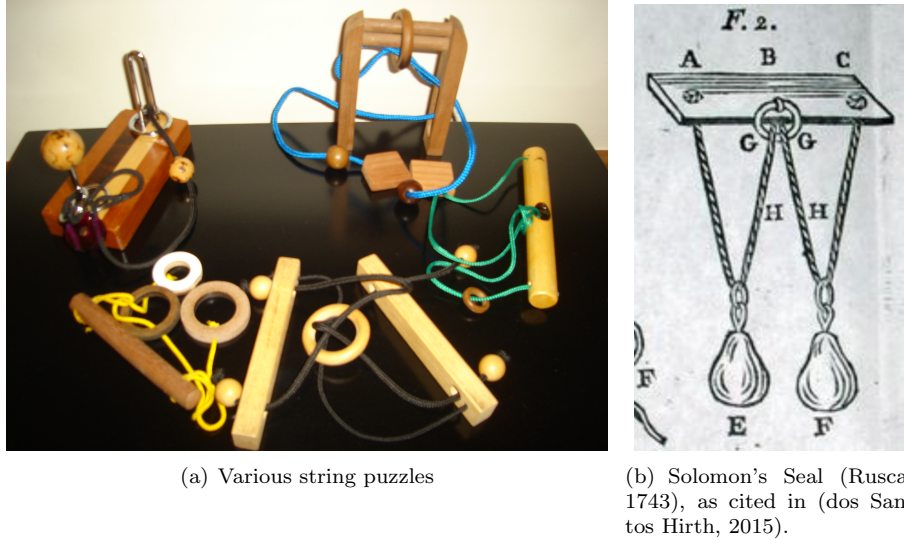 F. 2.
A B C
G G
H H
E F
F
(a) Various string puzzles
(b) Solomon's Seal (Rusca
1743), as cited in (dos San
tos Hirth, 2015).